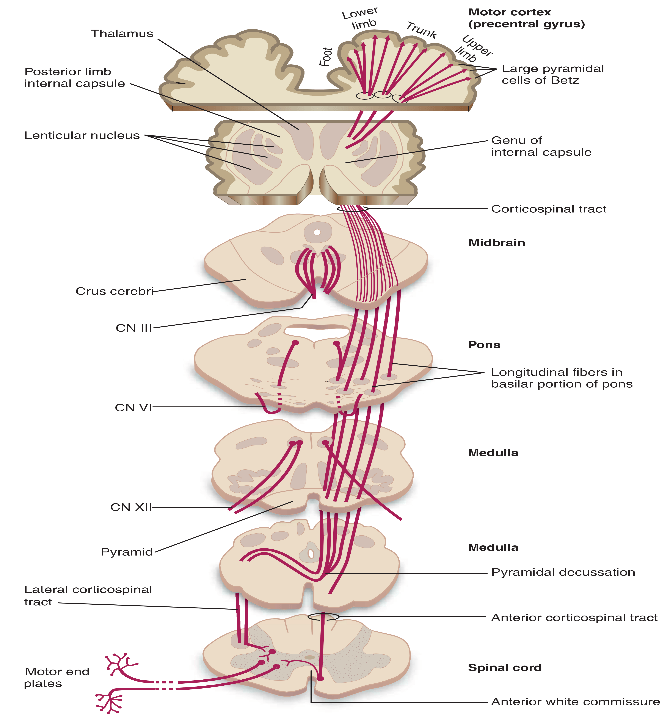 Motor cortex
(precentral gyrus)
Lower
limb
Trunk
Upper
limb
Foot
Thalamus
Large pyramidal
cells of Betz
Posterior limb
internal capsule
Lenticular nucleus
Genu of
internal capsule
Corticospinal tract
Midbrain
Crus cerebri
CN III
Pons
Longitudinal fibers in
basilar portion of pons
CN VI
Medulla
CN XII
Pyramid
Medulla
Pyramidal decussation
Lateral corticospinal
tract
Anterior corticospinal tract
Motor end
plates
Spinal cord
Anterior white commissure